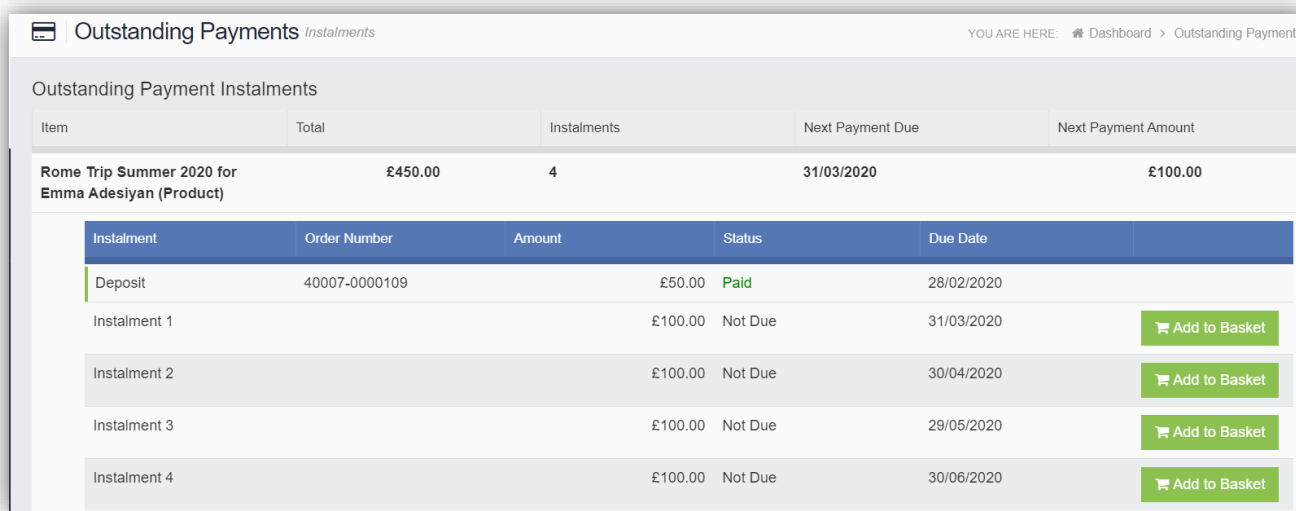 Outstanding Payments Instalments
YOU ARE HERE: Dashboard > Outstanding Payment
Outstanding Payment Instalments
Item Total Instalments Next Payment Due Next Payment Amount
Rome Trip Summer 2020 for £450.00 4 31/03/2020 £100.00
Emma Adesiyan (Product)
Instalment Order Number Amount Status Due Date
Deposit 40007-0000109 £50.00 Paid 28/02/2020
Instalment 1 £100.00 Not Due 31/03/2020 Add to Basket
Instalment 2 £100.00 Not Due 30/04/2020 Add to Basket
Instalment 3 £100.00 Not Due 29/05/2020 Add to Basket
Instalment 4 £100.00 Not Due 30/06/2020 Add to Basket